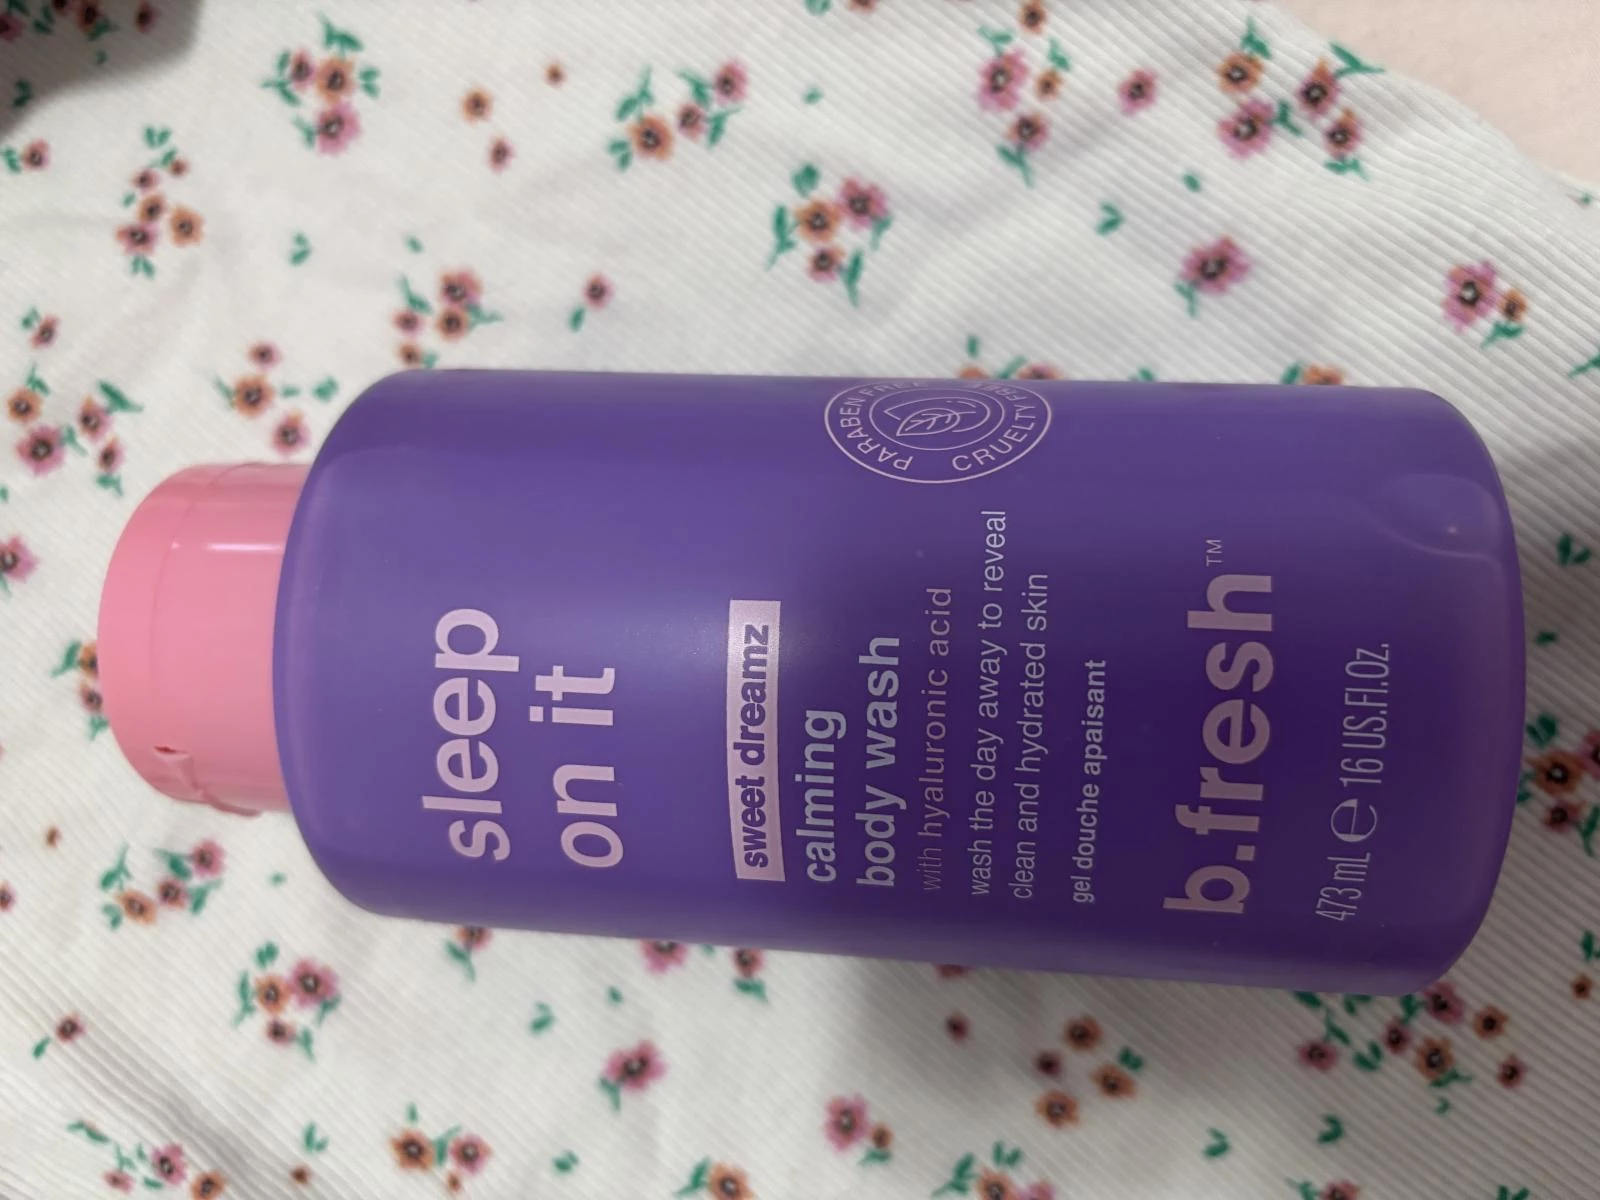 sleep
on it
sweet dreamz
calming
body wash
with hyaluronic acid
wash the day away to reveal
clean and hydrated skin
gel douche apaisant
b.fresh™
473 mL ℮ 16 US.Fl.Oz.
PARABEN FREE
CRUELTY FREE